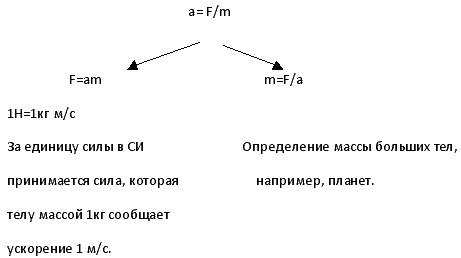 a= F/m
F=am
m=F/a
1Н=1кг м/с
За единицу силы в СИ
принимается сила, которая
телу массой 1кг сообщает
ускорение 1 м/с.
Определение массы больших тел,
например, планет.